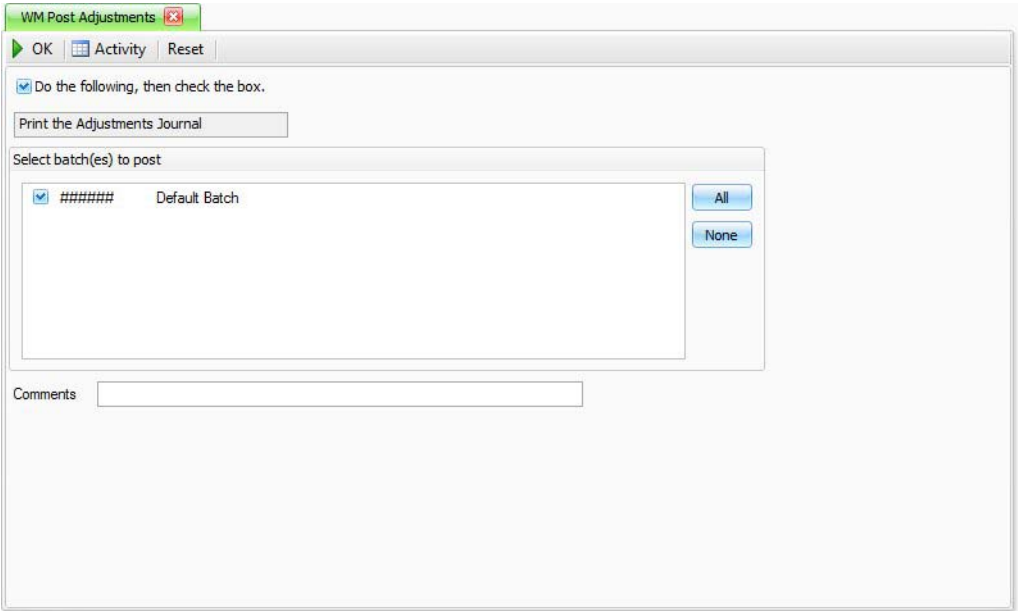 WM Post Adjustments
OK Activity Reset
Do the following, then check the box.
Print the Adjustments Journal
Select batch(es) to post
###### Default Batch
All
None
Comments